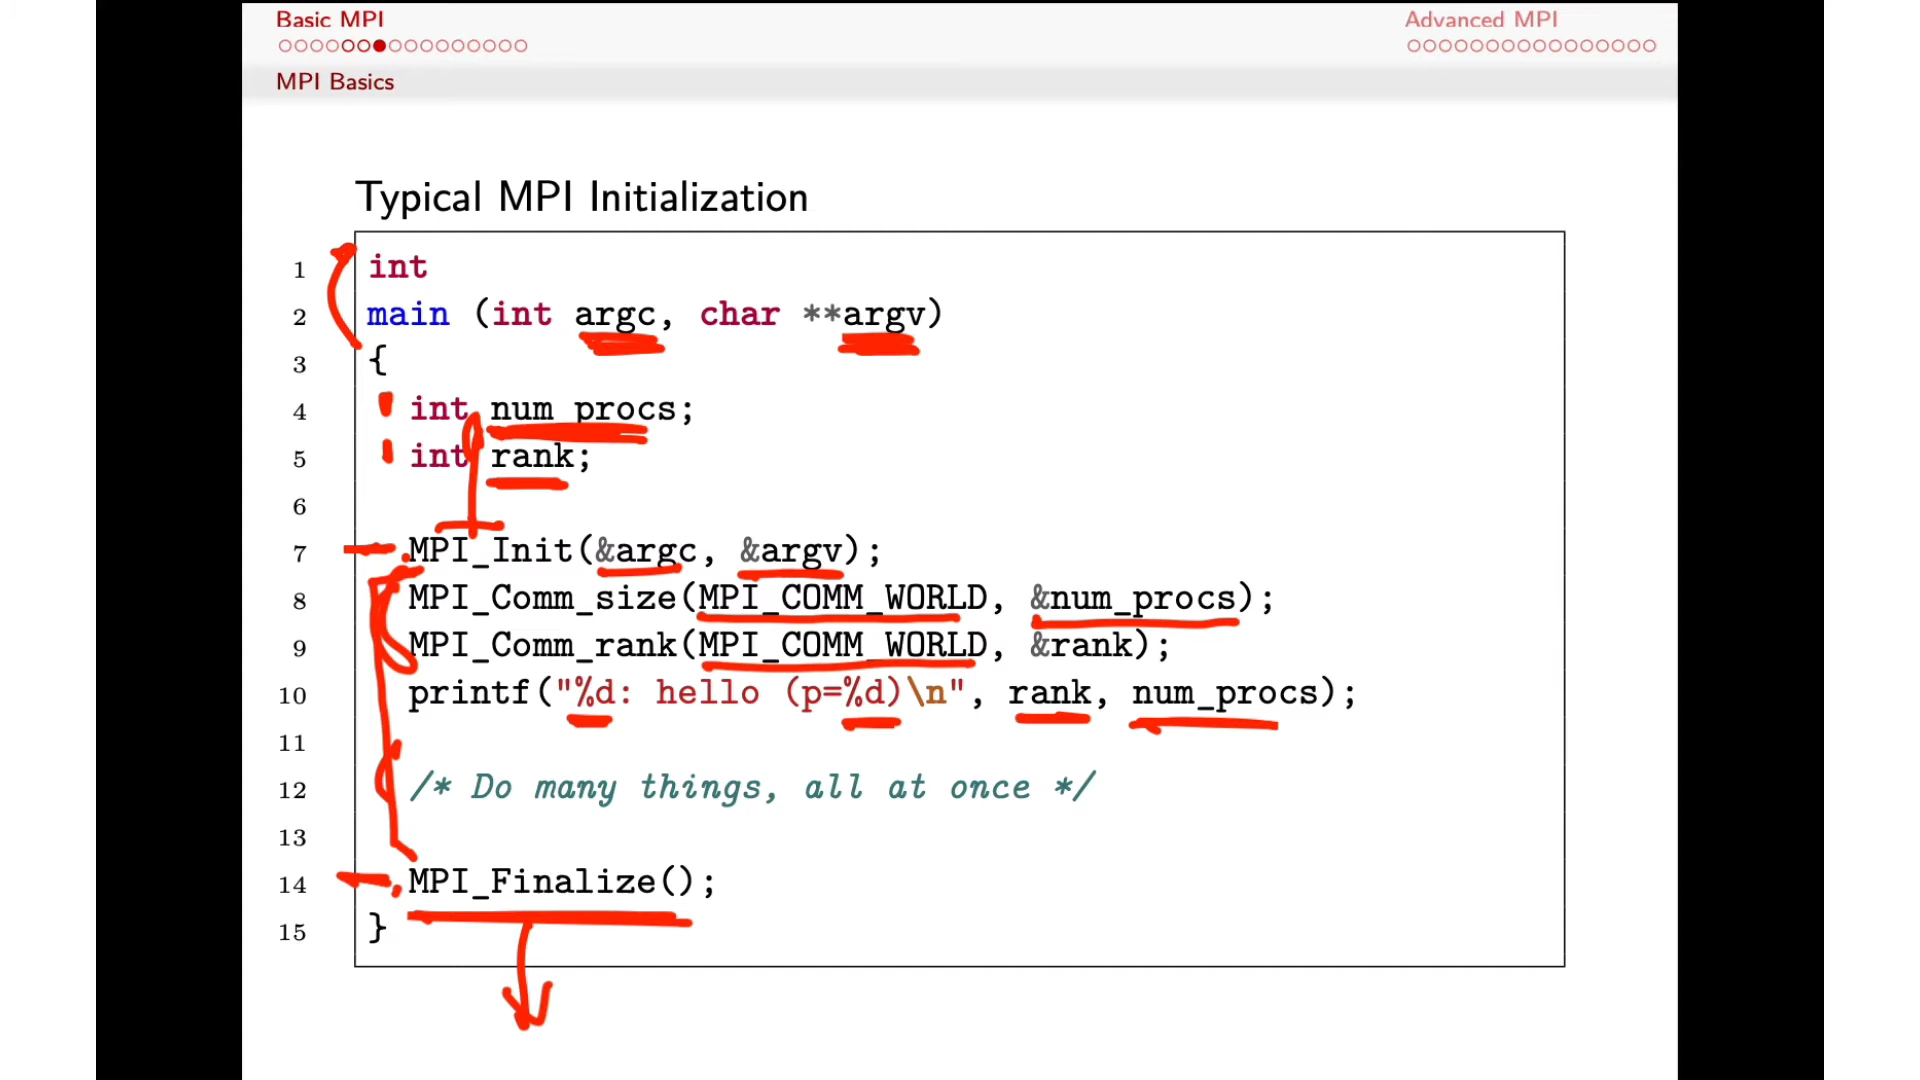 Basic MPI
Advanced MPI
MPI Basics
Typical MPI Initialization
1 int
2 main (int argc, char **argv)
3 {
4 int num_procs;
5 int rank;
6
7 MPI_Init(&argc, &argv);
8 MPI_Comm_size(MPI_COMM_WORLD, &num_procs);
9 MPI_Comm_rank(MPI_COMM_WORLD, &rank);
10 printf("%d: hello (p=%d)\n", rank, num_procs);
11
12 /* Do many things, all at once */
13
14 MPI_Finalize();
15 }